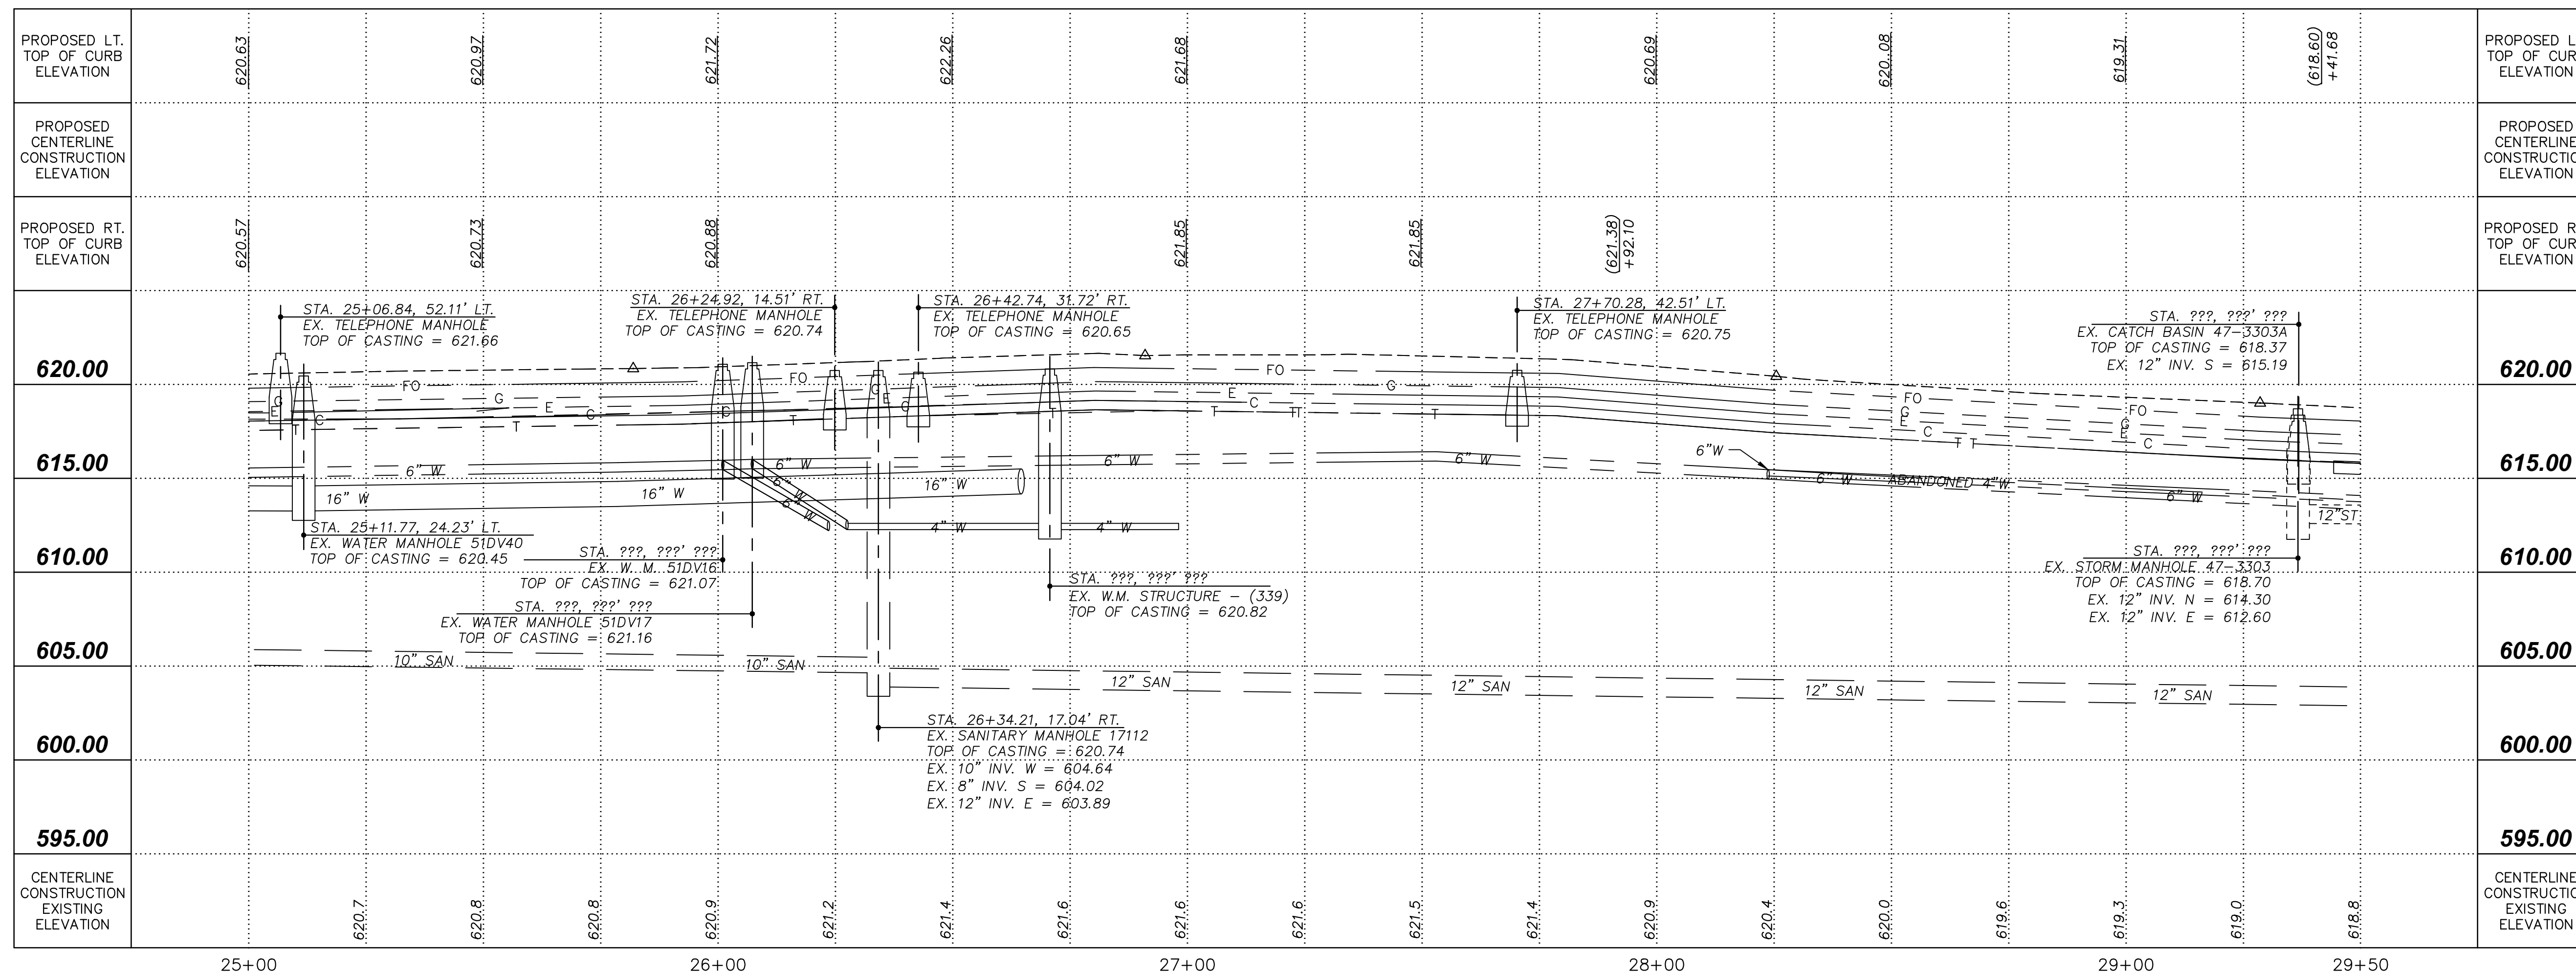 PROPOSED LT.
TOP OF CURB
ELEVATION
620.63
620.97
621.72
622.26
621.68
620.69
620.08
619.31
(618.60)
+41.68
PROPOSED L
TOP OF CUR
ELEVATION
PROPOSED
CENTERLINE
CONSTRUCTION
ELEVATION
PROPOSED
CENTERLINE
CONSTRUCTIO
ELEVATION
PROPOSED RT.
TOP OF CURB
ELEVATION
620.57
620.73
620.88
621.85
621.85
(621.38)
+92.10
PROPOSED R
TOP OF CUR
ELEVATION
STA. 25+06.84, 52.11' LT.
EX. TELEPHONE MANHOLE
TOP OF CASTING = 621.66
STA. 26+24.92, 14.51' RT.
EX. TELEPHONE MANHOLE
TOP OF CASTING = 620.74
STA. 26+42.74, 31.72' RT.
EX. TELEPHONE MANHOLE
TOP OF CASTING = 620.65
STA. 27+70.28, 42.51' LT.
EX. TELEPHONE MANHOLE
TOP OF CASTING = 620.75
STA. ???, ???' ???
EX. CATCH BASIN 47-3303A
TOP OF CASTING = 618.37
EX. 12" INV. S = 615.19
620.00
620.00
FO
FO
FO
FO
FO
G
G
G
G
G
G
G
E
E
E
E
E
E
C
C
C
C
C
C
T
T
T
T
T
TT
T
T T
615.00
615.00
6" W
6" W
6" W
6" W
6"W
6" W
ABANDONED 4"W
6" W
16" W
16" W
16" W
6" W
6" W
4" W
4" W
12"ST
STA. 25+11.77, 24.23' LT.
EX. WATER MANHOLE 51DV40
TOP OF CASTING = 620.45
610.00
610.00
STA. ???, ???' ???
EX. W. M. 51DV16
TOP OF CASTING = 621.07
STA. ???, ???' ???
EX. WATER MANHOLE 51DV17
TOP OF CASTING = 621.16
STA. ???, ???' ???
EX. W.M. STRUCTURE - (339)
TOP OF CASTING = 620.82
STA. ???, ???' ???
EX. STORM MANHOLE 47-3303
TOP OF CASTING = 618.70
EX. 12" INV. N = 614.30
EX. 12" INV. E = 612.60
605.00
605.00
10" SAN
10" SAN
12" SAN
12" SAN
12" SAN
12" SAN
STA. 26+34.21, 17.04' RT.
EX. SANITARY MANHOLE 17112
TOP OF CASTING = 620.74
EX. 10" INV. W = 604.64
EX. 8" INV. S = 604.02
EX. 12" INV. E = 603.89
600.00
600.00
595.00
595.00
CENTERLINE
CONSTRUCTION
EXISTING
ELEVATION
620.7
620.8
620.8
620.9
621.2
621.4
621.6
621.6
621.6
621.5
621.4
620.9
620.4
620.0
619.6
619.3
619.0
618.8
CENTERLINE
CONSTRUCTIO
EXISTING
ELEVATION
25+00
26+00
27+00
28+00
29+00
29+50